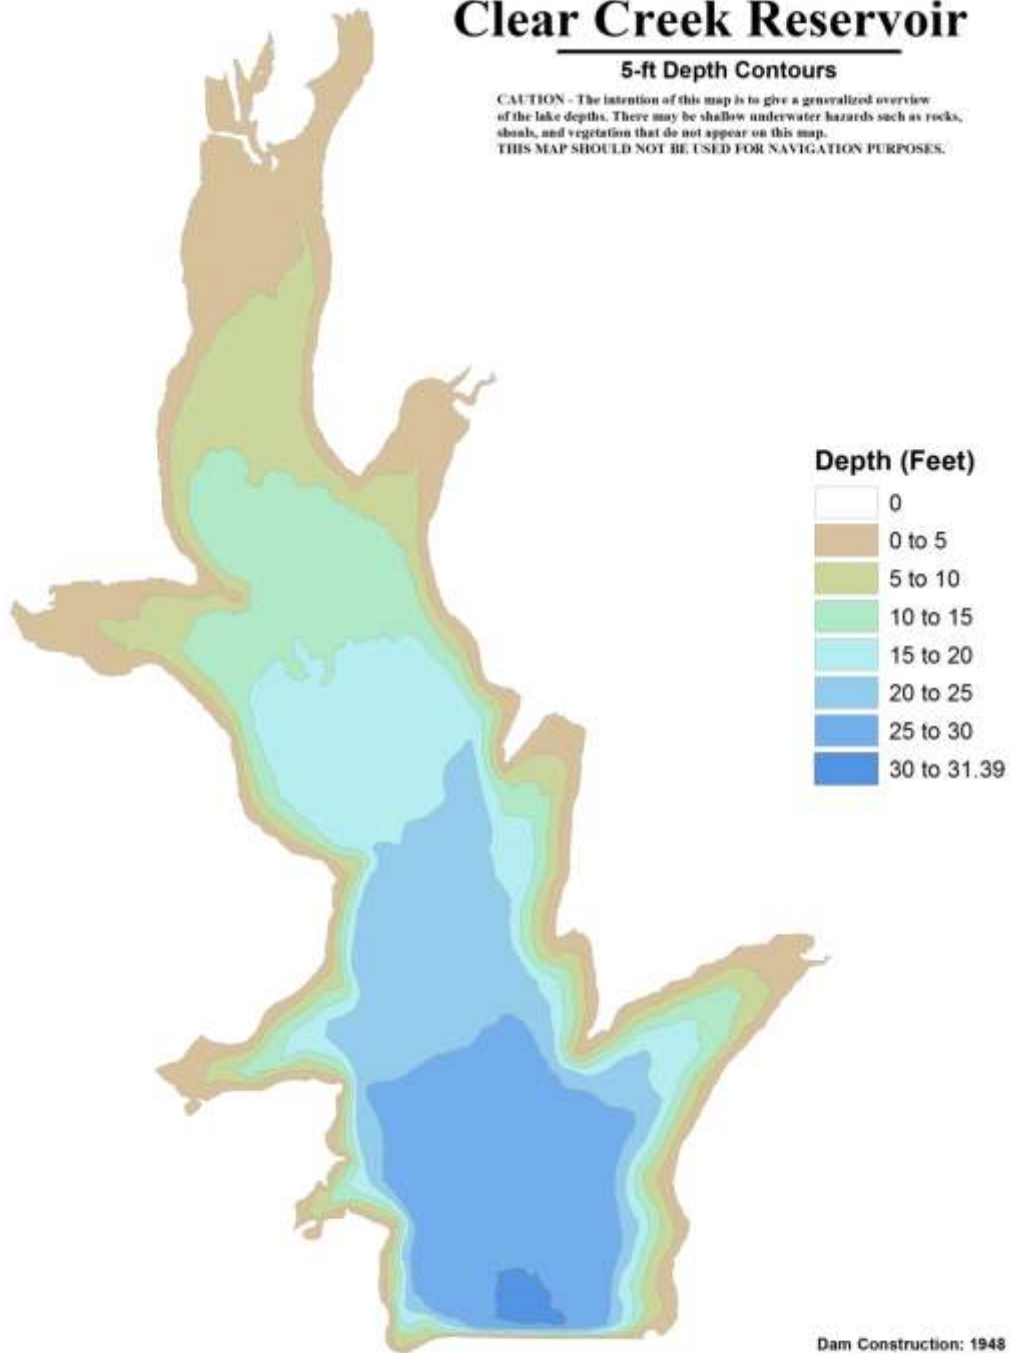 Clear Creek Reservoir
5-ft Depth Contours
CAUTION - The intention of this map is to give a generalized overview
of the lake depths. There may be shallow underwater hazards such as rocks,
shoals, and vegetation that do not appear on this map.
THIS MAP SHOULD NOT BE USED FOR NAVIGATION PURPOSES.
Depth (Feet)
0
0 to 5
5 to 10
10 to 15
15 to 20
20 to 25
25 to 30
30 to 31.39
Dam Construction: 1948